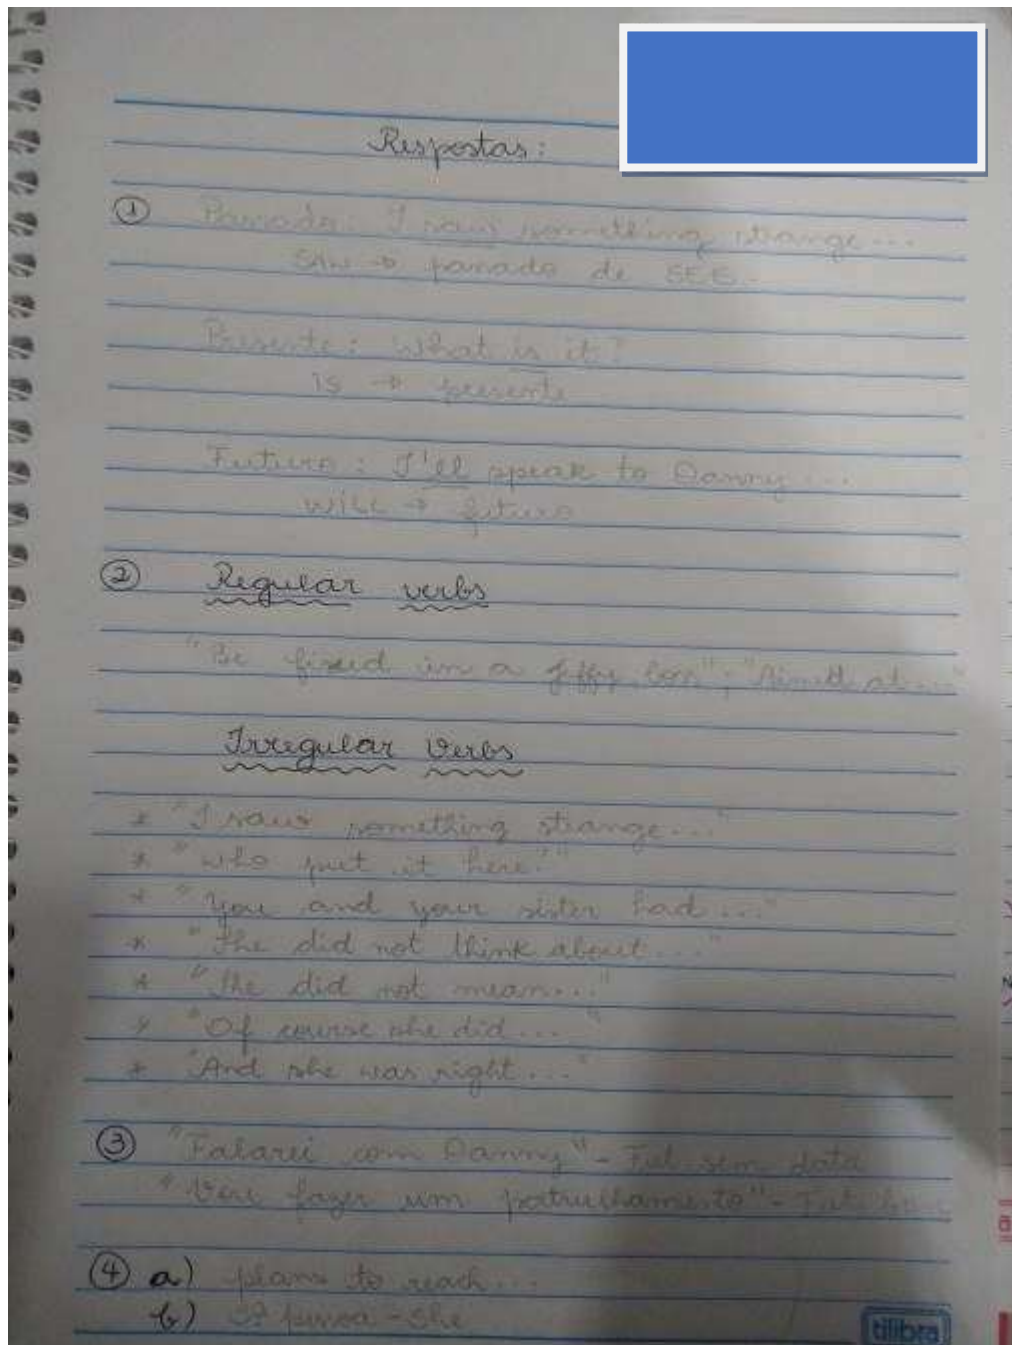 Respostas:
① Passado: I saw something strange...
SAW → passado de SEE.
Presente: What is it?
is → presente
Futuro: I'll speak to Danny...
will → futuro
② Regular verbs
"Be fixed in a jiffy, boss"; at..."
Irregular Verbs
* "I saw something strange..."
* "who put it here?"
* "You and your sister had..."
* "She did not think about..."
* "She did not mean..."
* "Of course she did..."
* "And she was right..."
③ "Falarei com Danny" - Fut. sem data
fazer um patrulhamento" -
④ a) plans to reach...
b) 3ª pessoa - She
tilibra